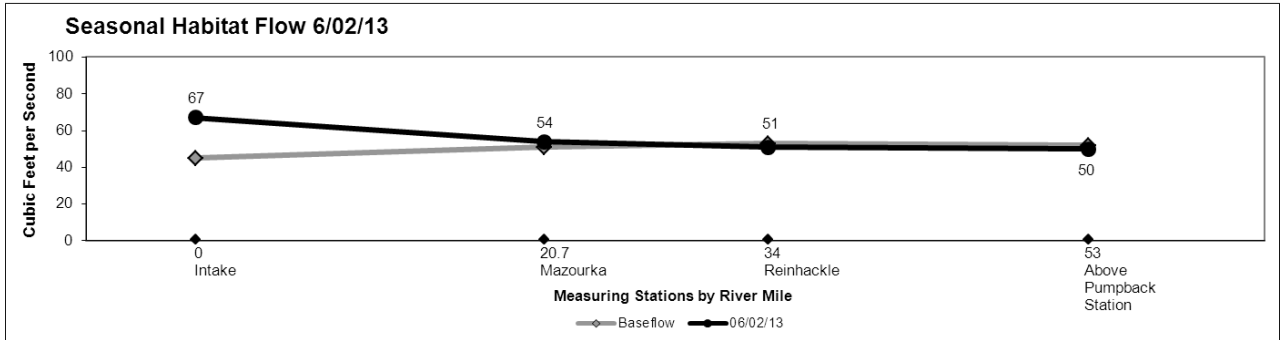 Seasonal Habitat Flow 6/02/13
Cubic Feet per Second
100
80
60
40
20
0
67
54
51
50
0
Intake
20.7
Mazourka
34
Reinhackle
53
Above
Pumpback
Station
Measuring Stations by River Mile
Baseflow
06/02/13